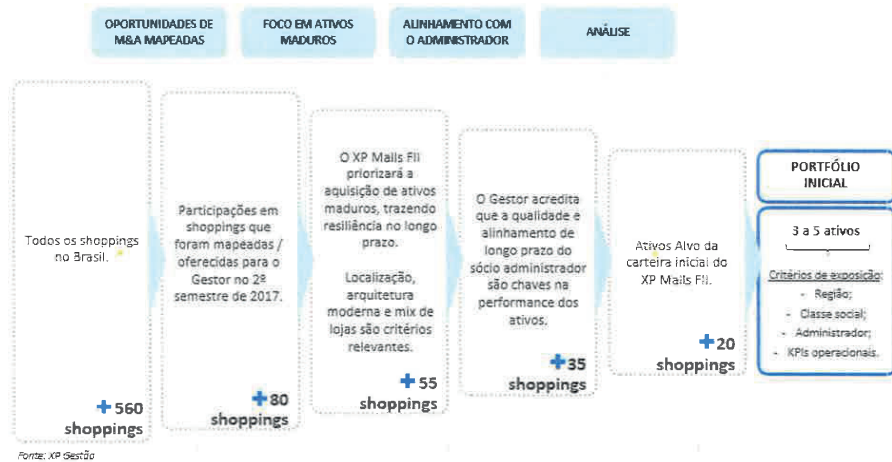 OPORTUNIDADES DE
M&A MAPEADAS
FOCO EM ATIVOS
MADUROS
ALINHAMENTO COM
O ADMINISTRADOR
ANÁLISE
Todos os shoppings
no Brasil.
+ 560
shoppings
Participações em
shoppings que
foram mapeadas /
oferecidas para o
Gestor no 2º
semestre de 2017.
+ 80
shoppings
O XP Malls FII
priorizará a
aquisição de ativos
maduros, trazendo
resiliência no longo
prazo.
Localização,
arquitetura
moderna e mix de
lojas são critérios
relevantes.
+ 55
shoppings
O Gestor acredita
que a qualidade e
alinhamento de
longo prazo do
sócio administrador
são chaves na
performance dos
ativos.
+ 35
shoppings
Ativos Alvo da
carteira inicial do
XP Malls FII.
+ 20
shoppings
PORTFÓLIO
INICIAL
3 a 5 ativos
Critérios de exposição:
- Região;
- Classe social;
- Administrador;
- KPIs operacionais.
Fonte: XP Gestão